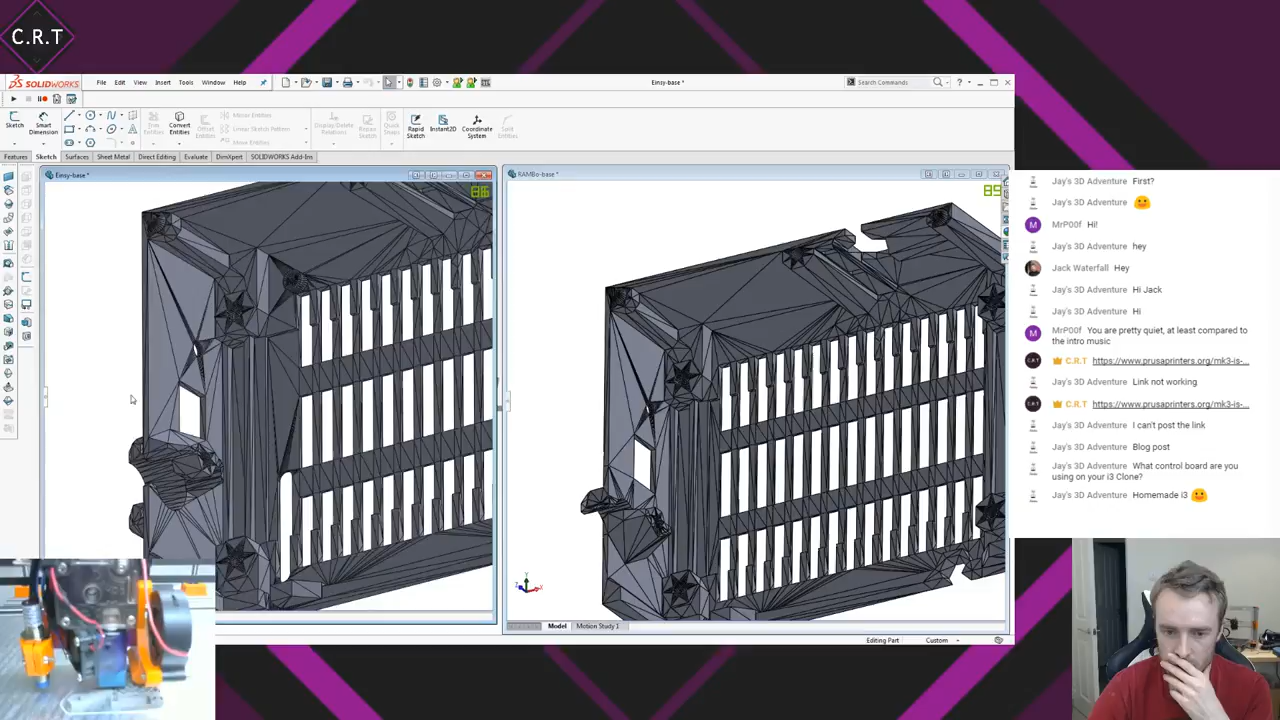 C.R.T
SOLIDWORKS
File Edit View Insert Tools Window Help
Einsy-base *
Search Commands
Sketch
Smart Dimension
Trim Entities
Convert Entities
Offset Entities
Mirror Entities
Linear Sketch Pattern
Move Entities
Display/Delete Relations
Repair Sketch
Quick Snaps
Rapid Sketch
Instant2D
Coordinate System
Split Entities
Features Sketch Surfaces Sheet Metal Direct Editing Evaluate DimXpert SOLIDWORKS Add-Ins
Einsy-base *
86
RAMBo-base *
89
Y
Z
X
Model Motion Study 1
Editing Part Custom
Jay's 3D Adventure First?
Jay's 3D Adventure
M MrP00f Hi!
Jay's 3D Adventure hey
Jack Waterfall Hey
Jay's 3D Adventure Hi Jack
Jay's 3D Adventure Hi
M MrP00f You are pretty quiet, at least compared to
the intro music
C.R.T https://www.prusaprinters.org/mk3-is-...
Jay's 3D Adventure Link not working
C.R.T https://www.prusaprinters.org/mk3-is-...
Jay's 3D Adventure I can't post the link
Jay's 3D Adventure Blog post
Jay's 3D Adventure What control board are you
using on your i3 Clone?
Jay's 3D Adventure Homemade i3